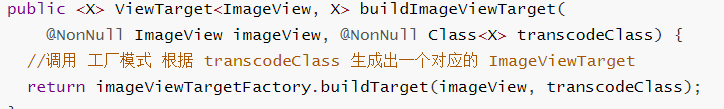 public <X> ViewTarget<ImageView, X> buildImageViewTarget(
@NonNull ImageView imageView, @NonNull Class<X> transcodeClass) {
//调用 工厂模式 根据 transcodeClass 生成出一个对应的 ImageViewTarget
return imageViewTargetFactory.buildTarget(imageView, transcodeClass);